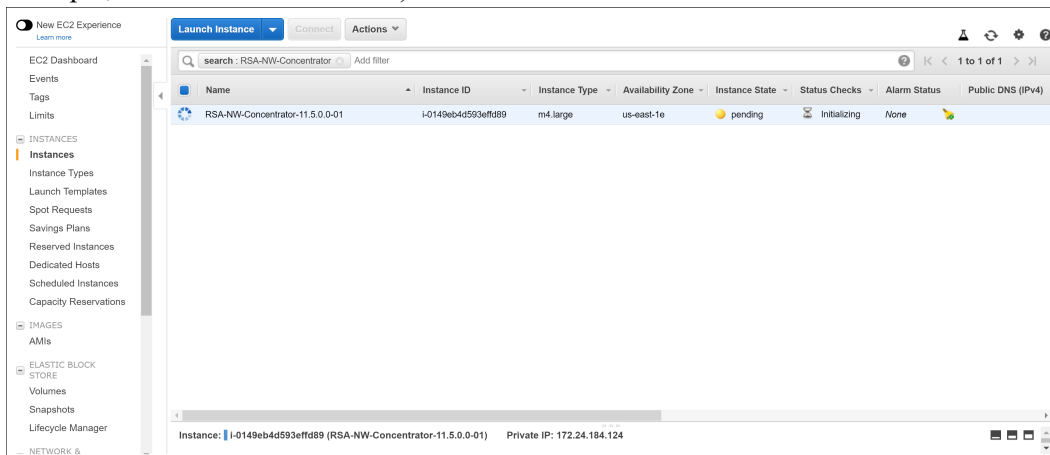 New EC2 Experience
Learn more
EC2 Dashboard
Events
Tags
Limits
INSTANCES
Instances
Instance Types
Launch Templates
Spot Requests
Savings Plans
Reserved Instances
Dedicated Hosts
Scheduled Instances
Capacity Reservations
IMAGES
AMIs
ELASTIC BLOCK
STORE
Volumes
Snapshots
Lifecycle Manager
NETWORK &
Launch Instance Connect Actions
search : RSA-NW-Concentrator Add filter 1 to 1 of 1
Name Instance ID Instance Type Availability Zone Instance State Status Checks Alarm Status Public DNS (IPv4)
RSA-NW-Concentrator-11.5.0.0-01 i-0149eb4d593effd89 m4.large us-east-1e pending Initializing None
Instance: i-0149eb4d593effd89 (RSA-NW-Concentrator-11.5.0.0-01) Private IP: 172.24.184.124